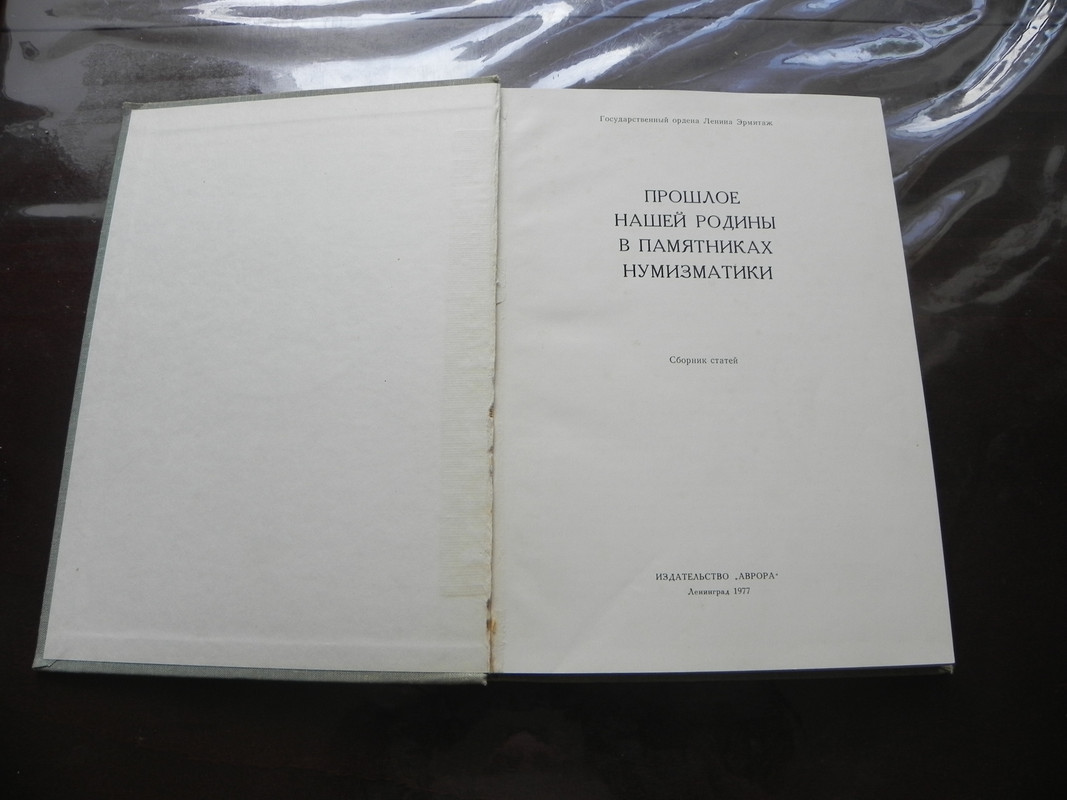 Государственный ордена Ленина Эрмитаж
ПРОШЛОЕ
НАШЕЙ РОДИНЫ
В ПАМЯТНИКАХ
НУМИЗМАТИКИ
Сборник статей
ИЗДАТЕЛЬСТВО „АВРОРА“
Ленинград 1977